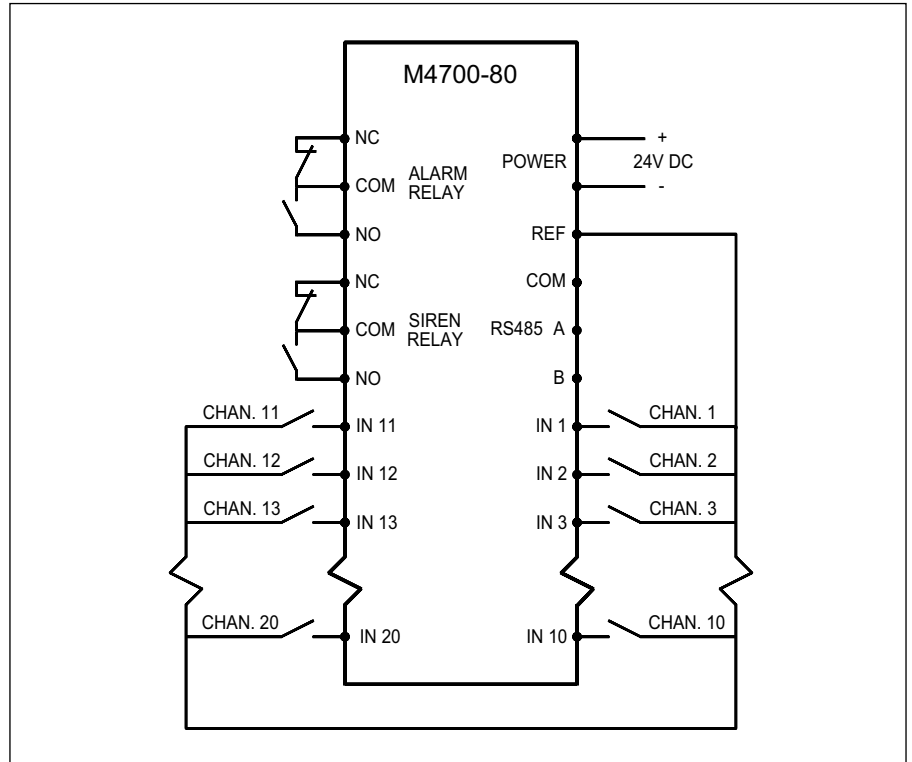 M4700-80
NC
COM
ALARM
RELAY
NO
NC
COM
SIREN
RELAY
NO
POWER
+
24V DC
-
REF
COM
RS485 A
B
CHAN. 11
IN 11
IN 1
CHAN. 1
CHAN. 12
IN 12
IN 2
CHAN. 2
CHAN. 13
IN 13
IN 3
CHAN. 3
CHAN. 20
IN 20
IN 10
CHAN. 10